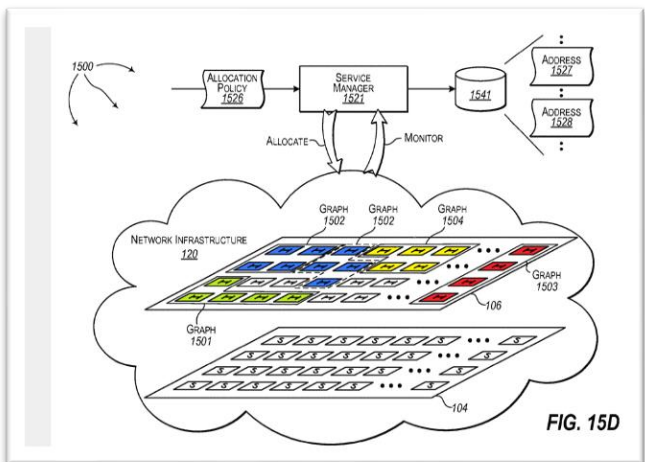 1500
ALLOCATION
POLICY
1526
SERVICE
MANAGER
1521
1541
ADDRESS
1527
ADDRESS
1528
ALLOCATE
MONITOR
NETWORK INFRASTRUCTURE
120
GRAPH
1502
GRAPH
1502
GRAPH
1504
GRAPH
1503
106
GRAPH
1501
S S S S S S S
S S S S S S S
S S S S S S S
S S S S S S S
104
FIG. 15D